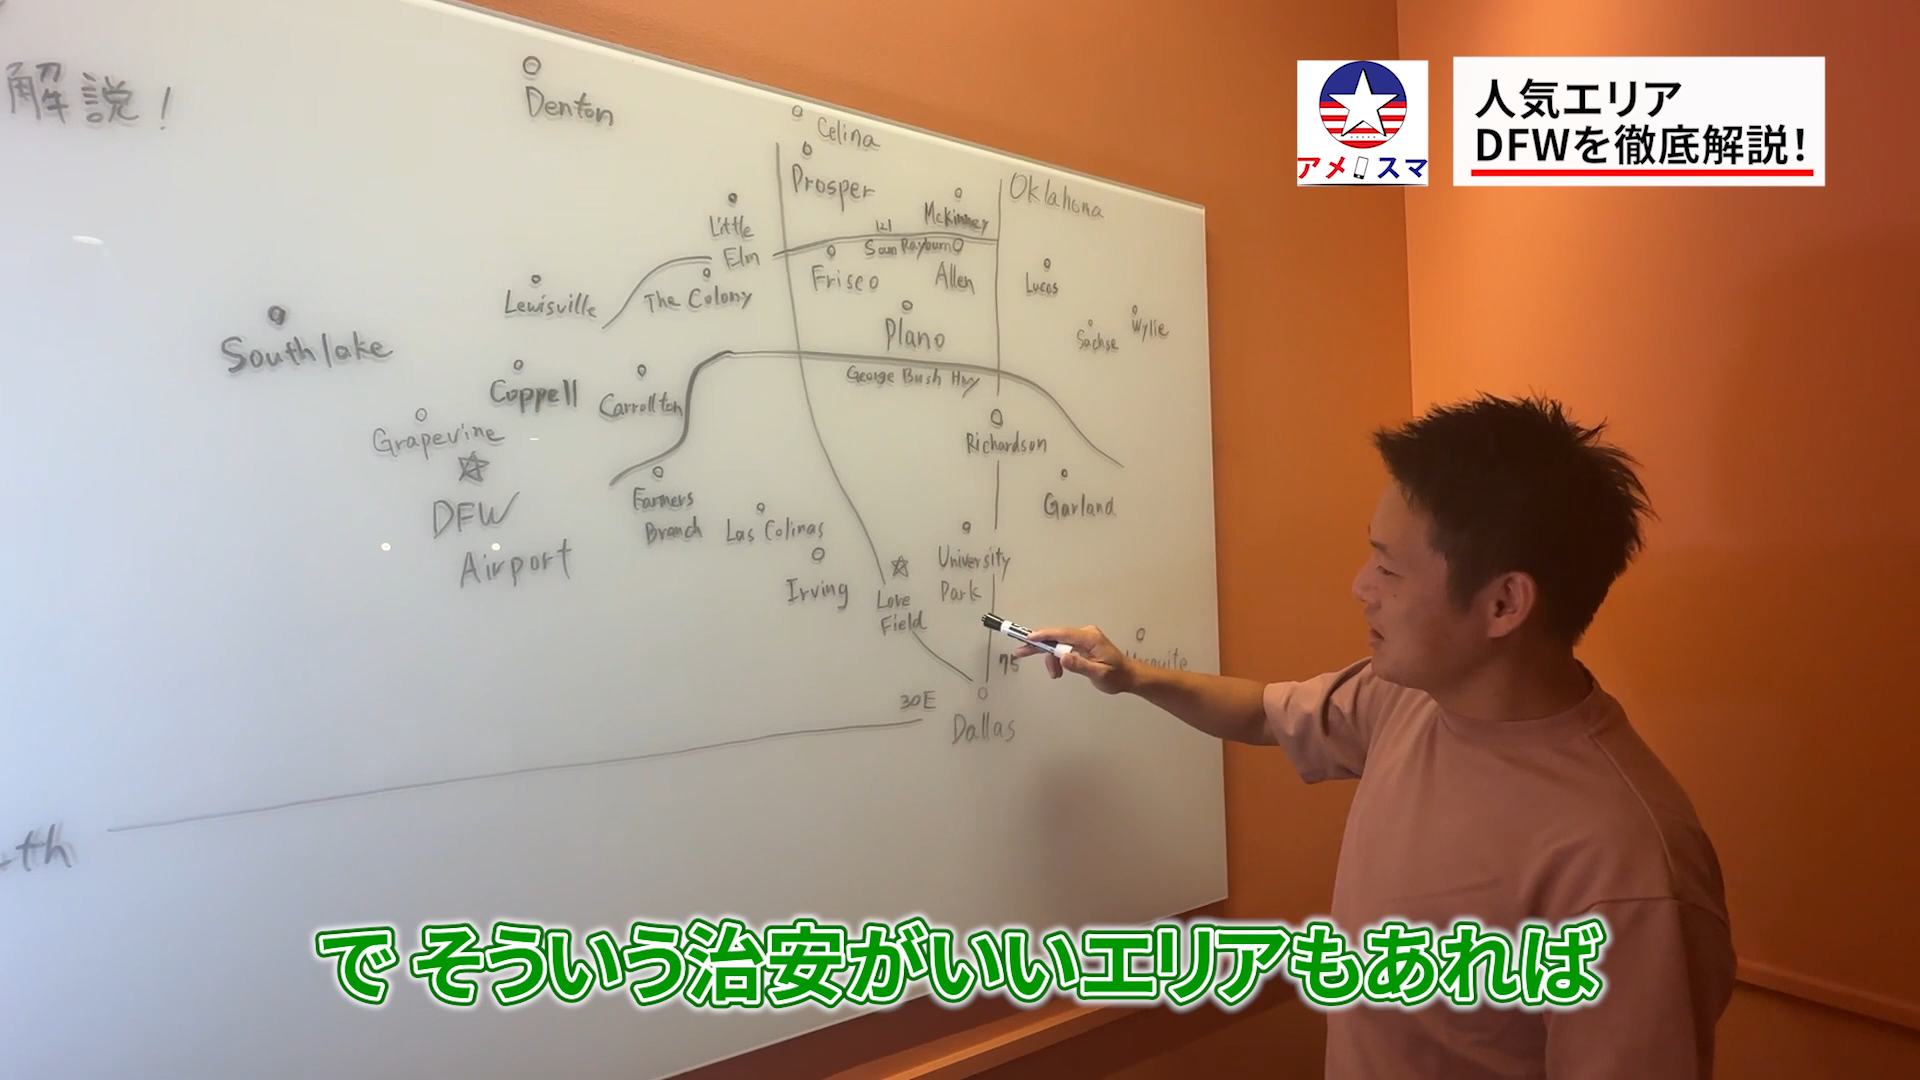 解説!
Denton
Celina
Prosper
Oklahoma
Little
Elm
McKinney
121
Sam Rayburn
Frisco
Allen
Lucas
Lewisville
The Colony
Plano
Sachse
Wylie
Southlake
Coppell
Carrollton
George Bush Hwy
Grapevine
Richardson
DFW
Airport
Farmers
Branch
Las Colinas
Garland
Irving
Love
Field
University
Park
75
30E
Dallas
th
アメスマ
人気エリア
DFWを徹底解説!
で そういう治安がいいエリアもあれば